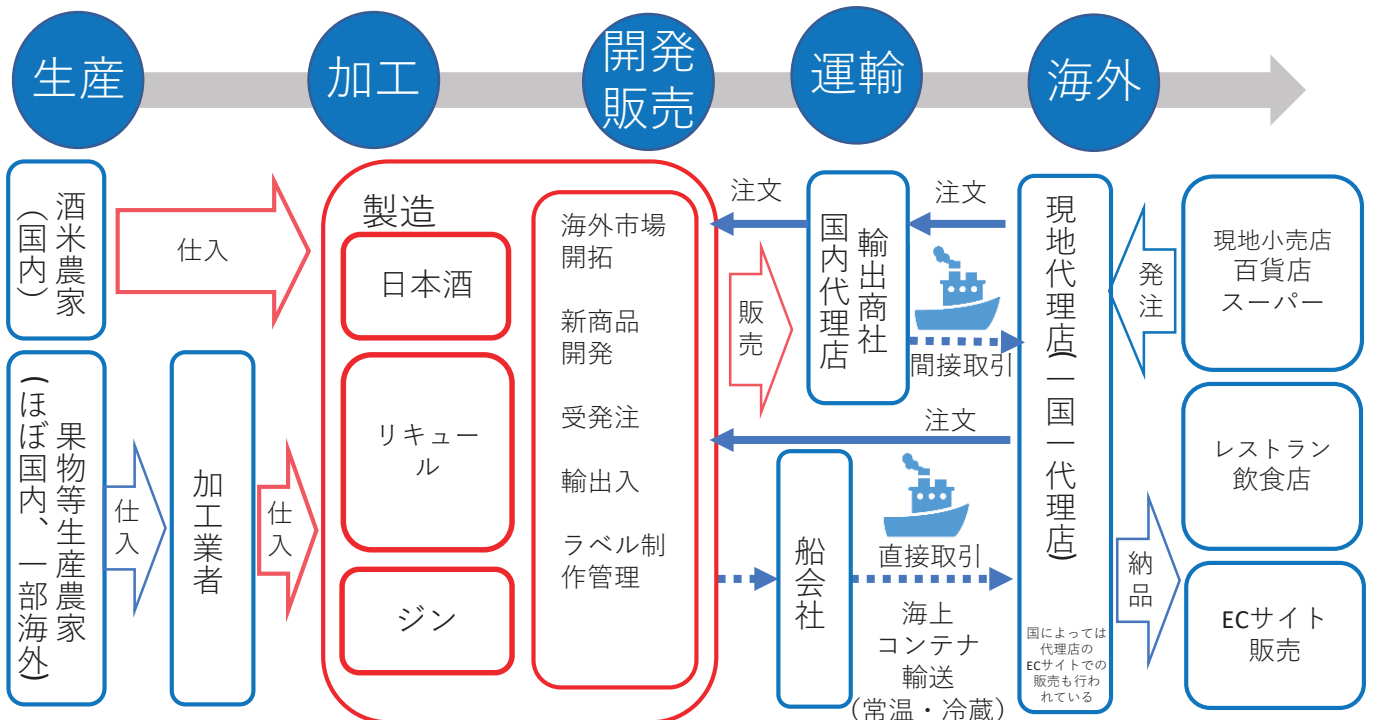 生産
加工
開発
販売
運輸
海外
酒米農家
（国内）
仕入
果物等生産農家
(ほぼ国内、一部海外)
仕入
加工業者
仕入
製造
日本酒
リキュー
ル
ジン
海外市場
開拓
新商品
開発
受発注
輸出入
ラベル制
作管理
注文
販売
輸出商社
国内代理店
注文
間接取引
注文
船会社
直接取引
海上
コンテナ
輸送
（常温・冷蔵）
現地代理店(一国一代理店)
国によっては
代理店の
ECサイトでの
販売も行わ
れている
発注
納品
現地小売店
百貨店
スーパー
レストラン
飲食店
ECサイト
販売